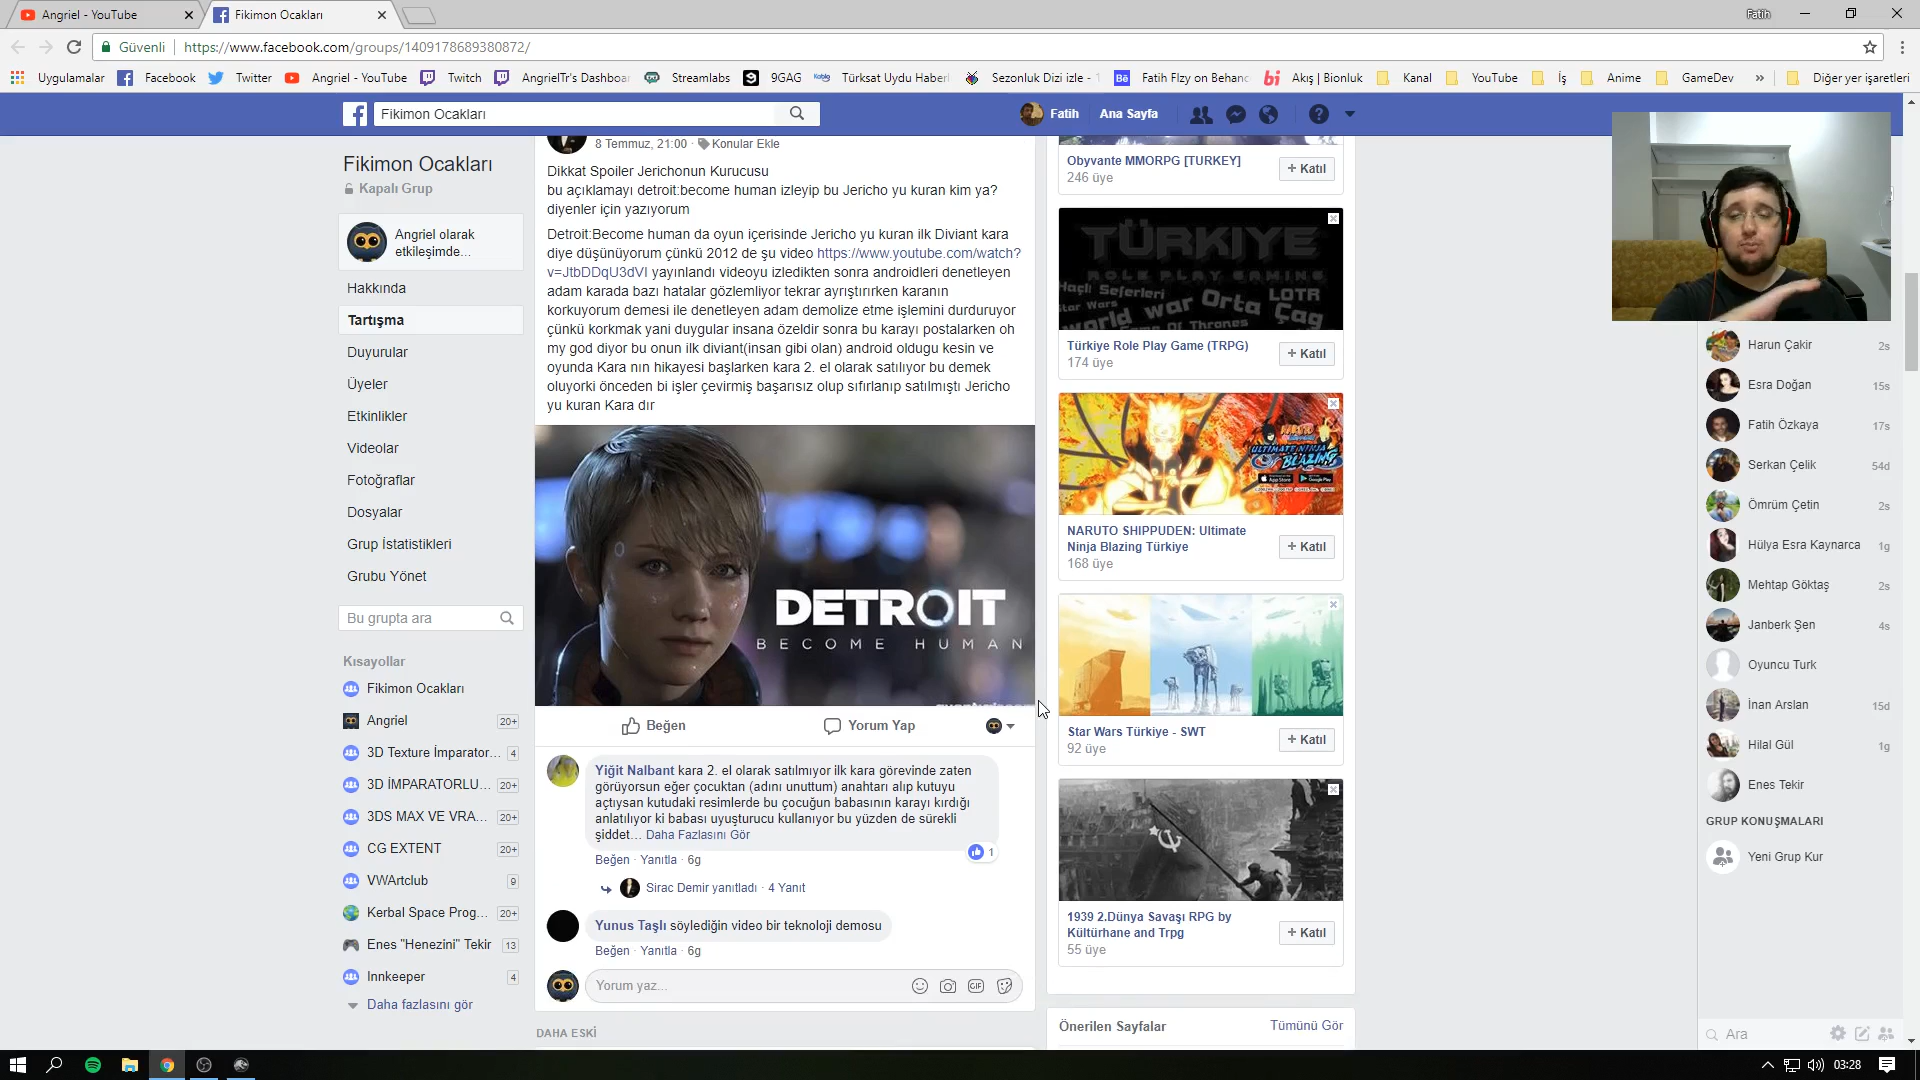 Angriel - YouTube
Fikimon Ocakları
Fatih
Güvenli
https://www.facebook.com/groups/1409178689380872/
Uygulamalar
Facebook
Twitter
Angriel - YouTube
Twitch
AngrielTr's Dashboar
Streamlabs
9GAG
Türksat Uydu Haberl
Sezonluk Dizi izle - 1
Fatih Flzy on Behanc
Akış | Bionluk
Kanal
YouTube
İş
Anime
GameDev
»
Diğer yer işaretleri
Fikimon Ocakları
Fatih
Ana Sayfa
Fikimon Ocakları
Kapalı Grup
Angriel olarak
etkileşimde...
Hakkında
Tartışma
Duyurular
Üyeler
Etkinlikler
Videolar
Fotoğraflar
Dosyalar
Grup İstatistikleri
Grubu Yönet
Bu grupta ara
Kısayollar
Fikimon Ocakları
Angriel 20+
3D Texture İmparator... 4
3D İMPARATORLU... 20+
3DS MAX VE VRA... 20+
CG EXTENT 20+
VWArtclub 9
Kerbal Space Prog... 20+
Enes "Henezini" Tekir 13
Innkeeper 4
Daha fazlasını gör
8 Temmuz, 21:00 · Konular Ekle
Dikkat Spoiler Jerichonun Kurucusu
bu açıklamayı detroit:become human izleyip bu Jericho yu kuran kim ya?
diyenler için yazıyorum
Detroit:Become human da oyun içerisinde Jericho yu kuran ilk Diviant kara
diye düşünüyorum çünkü 2012 de şu video https://www.youtube.com/watch?
v=JtbDDqU3dVI yayınlandı videoyu izledikten sonra androidleri denetleyen
adam karada bazı hatalar gözlemliyor tekrar ayrıştırırken karanın
korkuyorum demesi ile denetleyen adam demolize etme işlemini durduruyor
çünkü korkmak yani duygular insana özeldir sonra bu karayı postalarken oh
my god diyor bu onun ilk diviant(insan gibi olan) android oldugu kesin ve
oyunda Kara nın hikayesi başlarken kara 2. el olarak satılıyor bu demek
oluyorki önceden bi işler çevirmiş başarısız olup sıfırlanıp satılmıştı Jericho
yu kuran Kara dır
DETROIT
BECOME HUMAN
Beğen
Yorum Yap
Yiğit Nalbant kara 2. el olarak satılmıyor ilk kara görevinde zaten
görüyorsun eğer çocuktan (adını unuttum) anahtarı alıp kutuyu
açtıysan kutudaki resimlerde bu çocuğun babasının karayı kırdığı
anlatılıyor ki babası uyuşturucu kullanıyor bu yüzden de sürekli
şiddet... Daha Fazlasını Gör
1
Beğen · Yanıtla · 6g
Sirac Demir yanıtladı · 4 Yanıt
Yunus Taşlı söylediğin video bir teknoloji demosu
Beğen · Yanıtla · 6g
Yorum yaz...
GIF
DAHA ESKİ
Obyvante MMORPG [TURKEY]
246 üye
+ Katıl
TÜRKİYE
ROLE PLAY GAMING
Haçlı Seferleri
LOTR
Star Wars
world war
Orta
Çağ
Game Of Thrones
Türkiye Role Play Game (TRPG)
174 üye
+ Katıl
NARUTO
SHIPPUDEN
ULTIMATE NINJA
BLAZING
App Store
Google Play
NARUTO SHIPPUDEN: Ultimate
Ninja Blazing Türkiye
168 üye
+ Katıl
Star Wars Türkiye - SWT
92 üye
+ Katıl
1939 2.Dünya Savaşı RPG by
Kültürhane and Trpg
55 üye
+ Katıl
Önerilen Sayfalar
Tümünü Gör
Harun Çakir 2s
Esra Doğan 15s
Fatih Özkaya 17s
Serkan Çelik 54d
Ömrüm Çetin 2s
Hülya Esra Kaynarca 1g
Mehtap Göktaş 2s
Janberk Şen 4s
Oyuncu Turk
İnan Arslan 15d
Hilal Gül 1g
Enes Tekir
GRUP KONUŞMALARI
Yeni Grup Kur
Ara
03:28